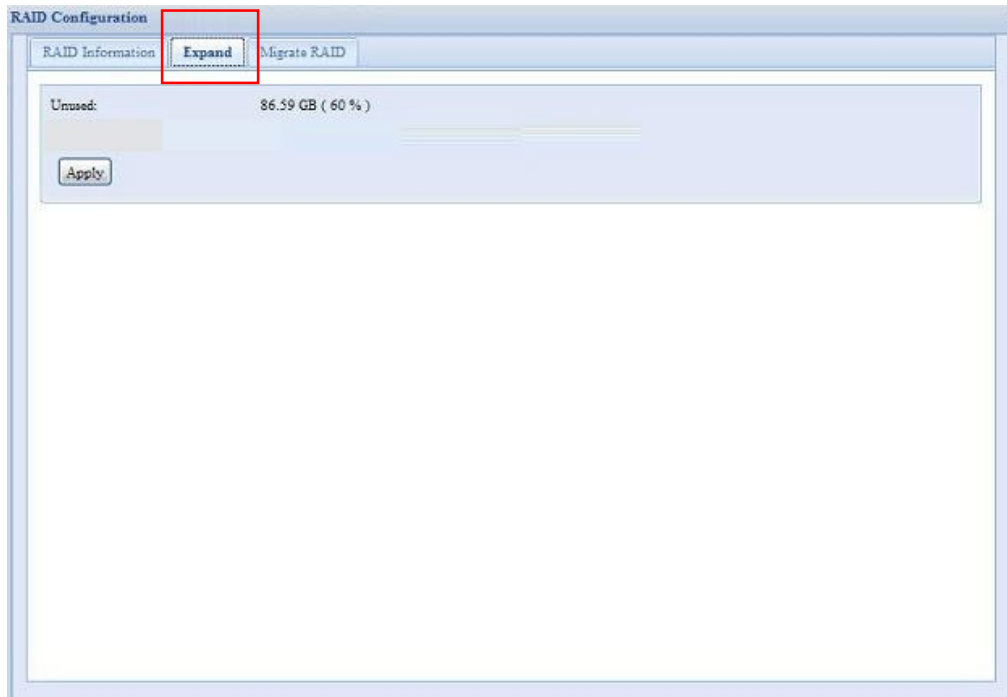 RAID Configuration
RAID Information Expand Migrate RAID
Unused: 86.59 GB ( 60 % )
Apply